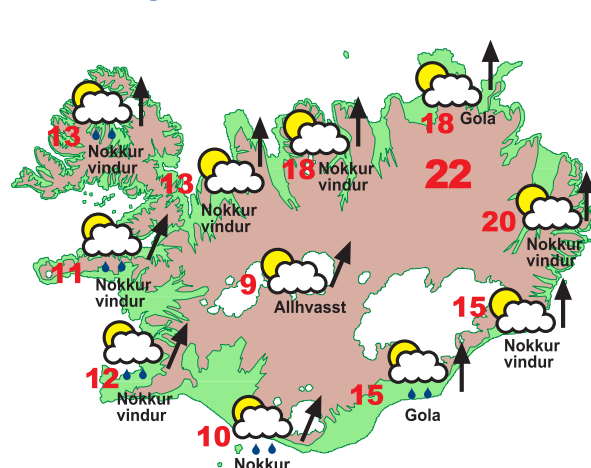 18
Gola
13
Nokkur
vindur
18
Nokkur
vindur
22
13
Nokkur
vindur
20
Nokkur
vindur
11
Nokkur
vindur
9
Allhvasst
15
Nokkur
vindur
12
Nokkur
vindur
15
Gola
10
Nokkur